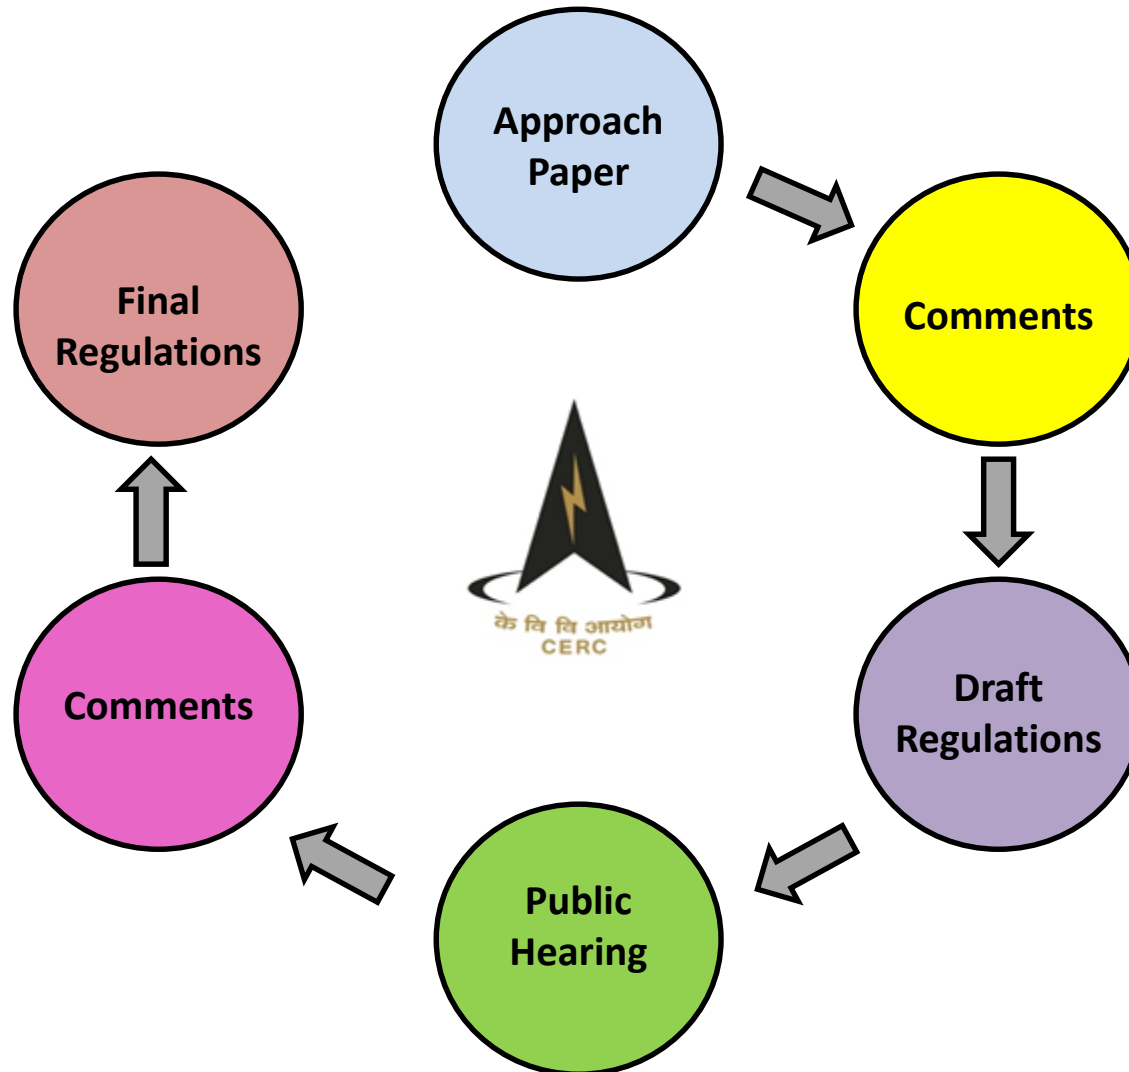 Approach
Paper
Comments
Draft
Regulations
Public
Hearing
Comments
Final
Regulations
के वि वि आयोग
CERC